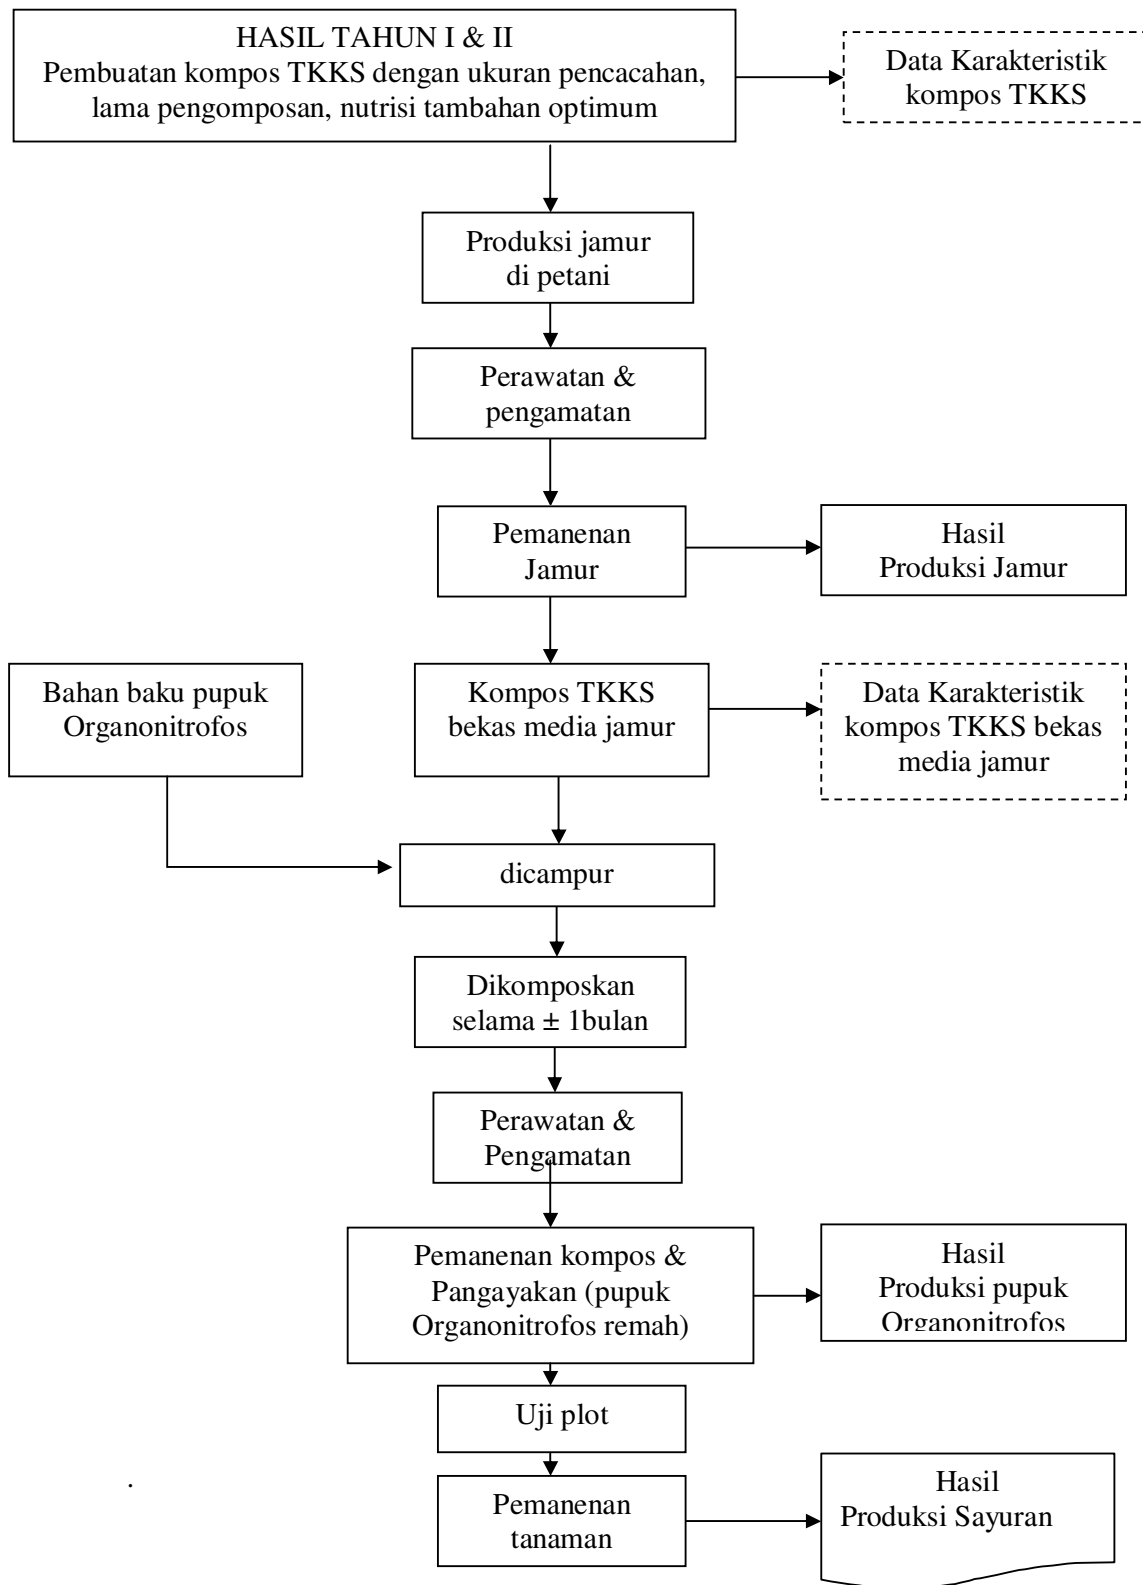 HASIL TAHUN I & II
Pembuatan kompos TKKS dengan ukuran pencacahan,
lama pengomposan, nutrisi tambahan optimum
Data Karakteristik
kompos TKKS
Produksi jamur
di petani
Perawatan &
pengamatan
Pemanenan
Jamur
Hasil
Produksi Jamur
Bahan baku pupuk
Organonitrofos
Kompos TKKS
bekas media jamur
Data Karakteristik
kompos TKKS bekas
media jamur
dicampur
Dikomposkan
selama ± 1bulan
Perawatan &
Pengamatan
Pemanenan kompos &
Pangayakan (pupuk
Organonitrofos remah)
Hasil
Produksi pupuk
Organonitrofos
Uji plot
Pemanenan
tanaman
Hasil
Produksi Sayuran
.